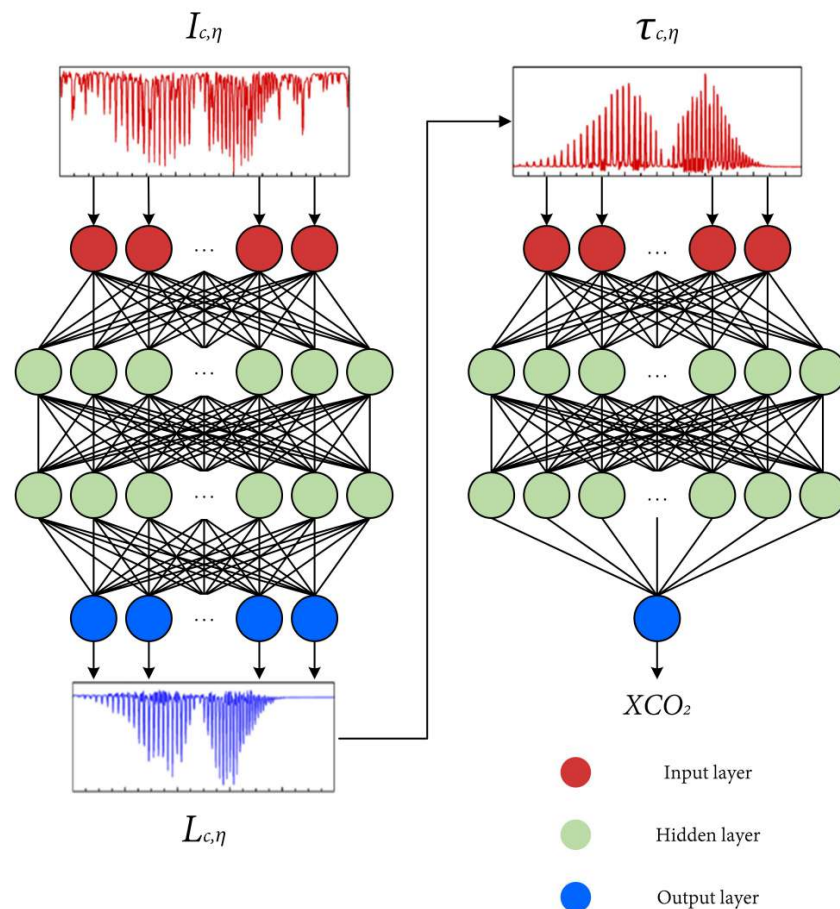 I_{c,η}
τ_{c,η}
...
...
...
...
...
...
...
XCO₂
L_{c,η}
Input layer
Hidden layer
Output layer